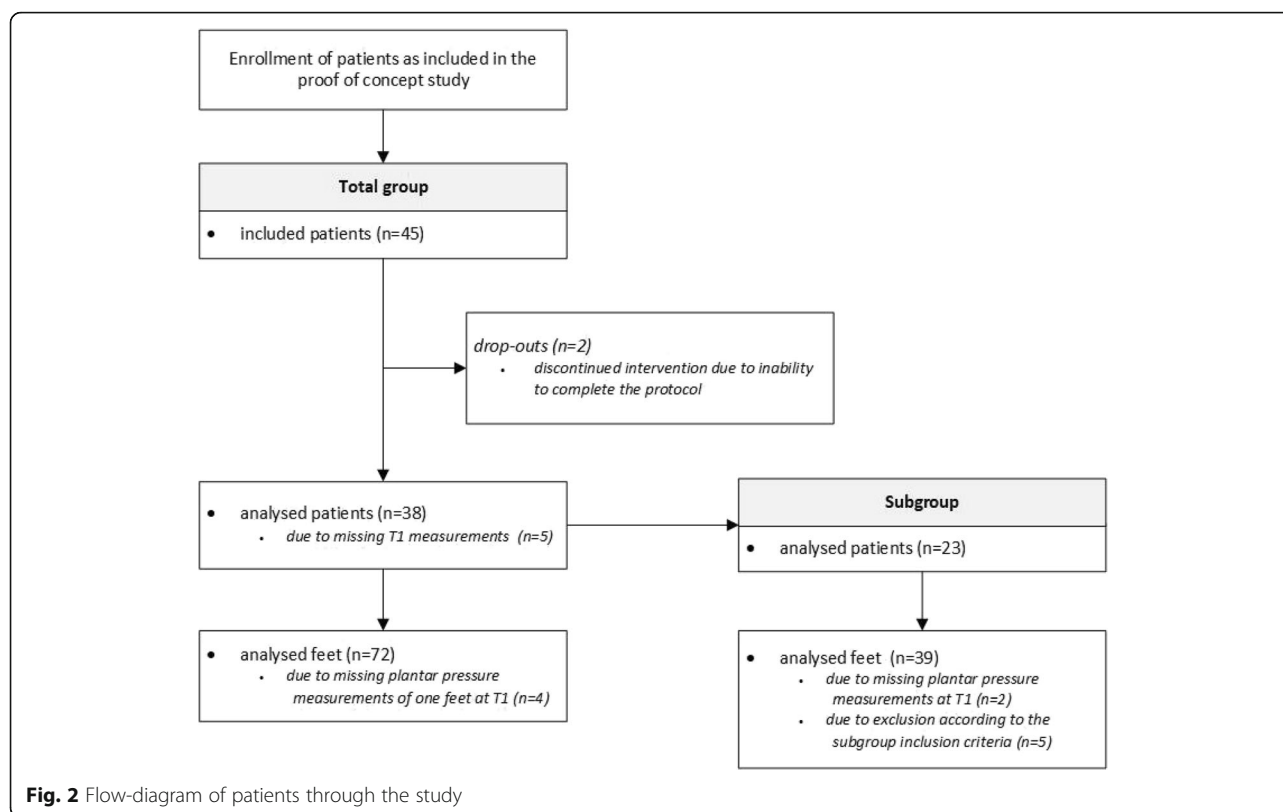 Enrollment of patients as included in the
proof of concept study
Total group
• included patients (n=45)
drop-outs (n=2)
• discontinued intervention due to inability
to complete the protocol
• analysed patients (n=38)
• due to missing T1 measurements (n=5)
Subgroup
• analysed patients (n=23)
• analysed feet (n=72)
• due to missing plantar pressure
measurements of one feet at T1 (n=4)
• analysed feet (n=39)
• due to missing plantar pressure
measurements at T1 (n=2)
• due to exclusion according to the
subgroup inclusion criteria (n=5)
Fig. 2 Flow-diagram of patients through the study